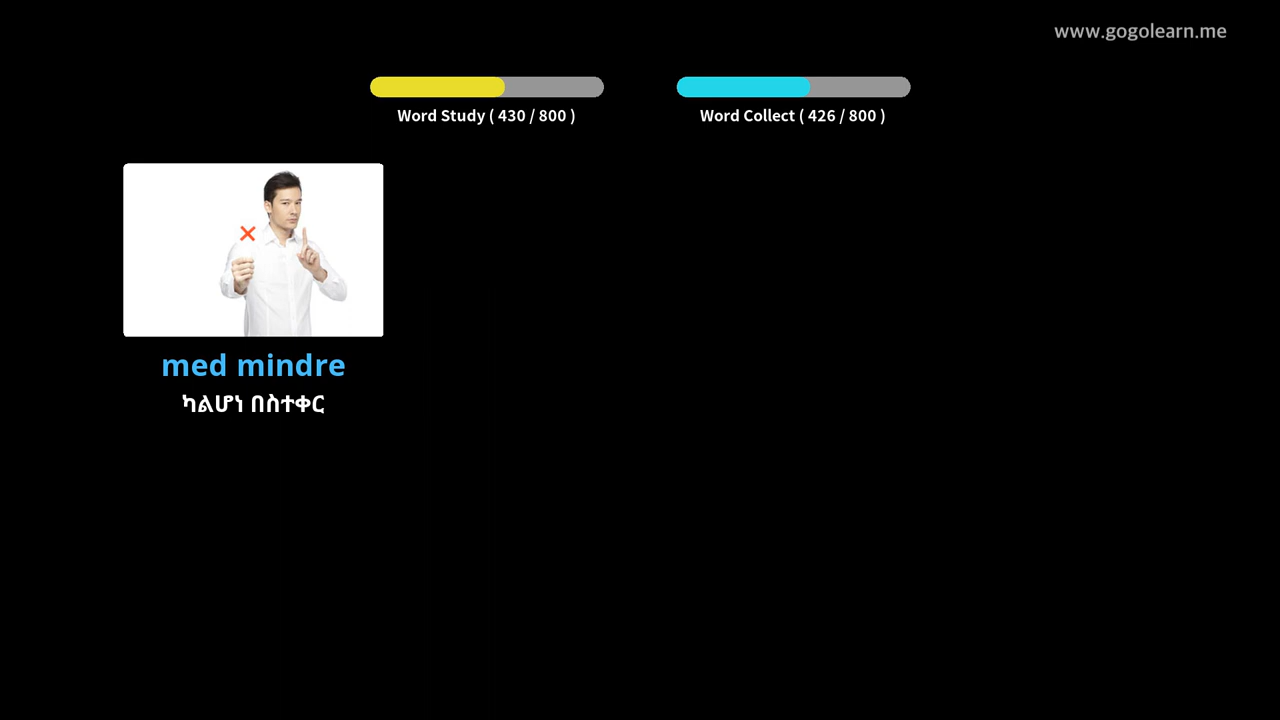 www.gogolearn.me
Word Study ( 430 / 800 )
Word Collect ( 426 / 800 )
med mindre
ካልሆነ በስተቀር